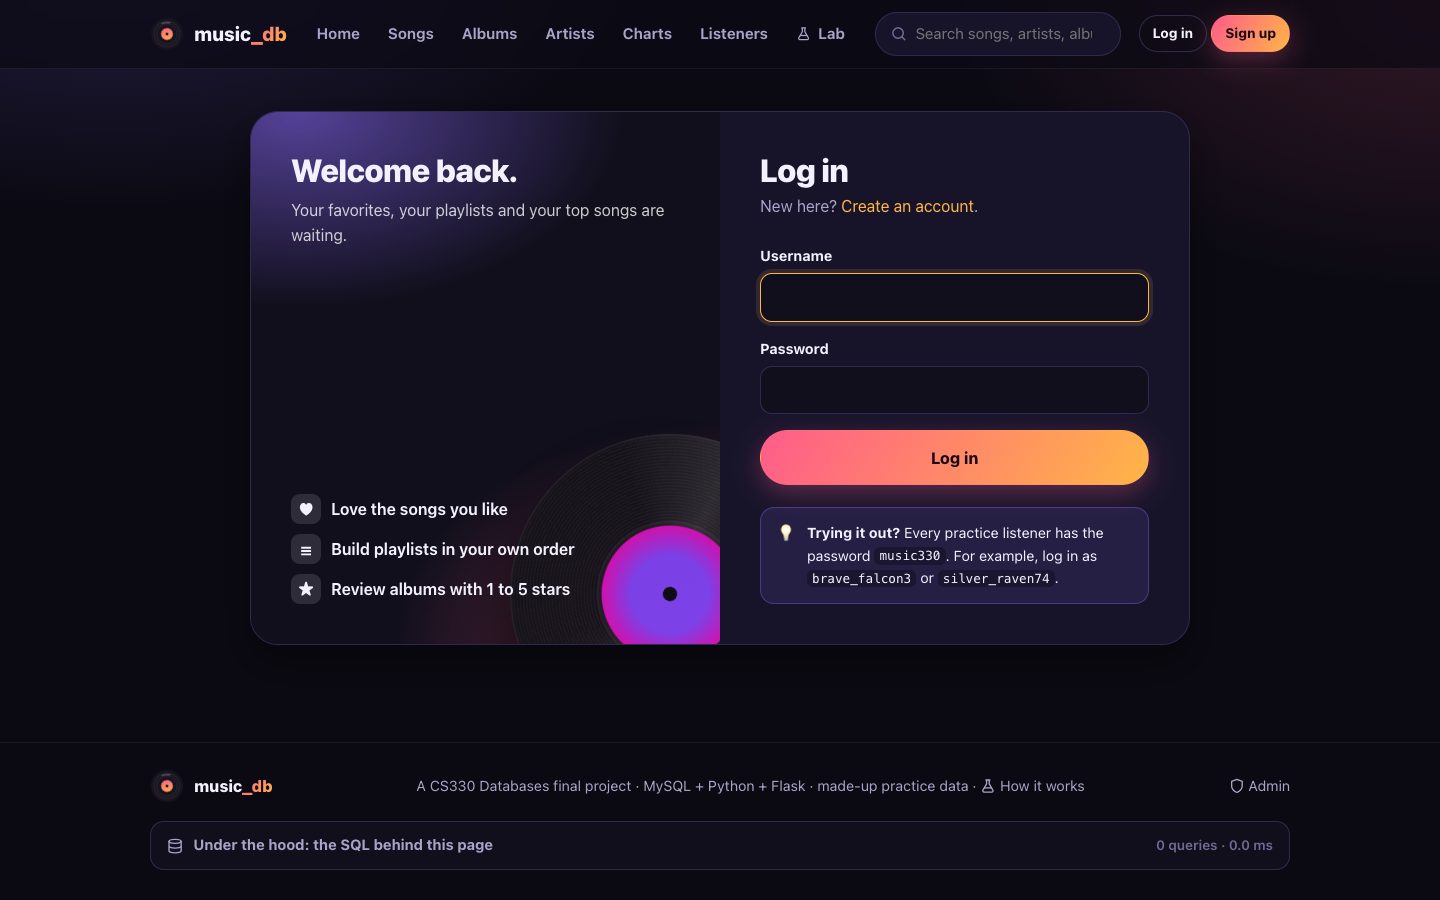 music_db Home Songs Albums Artists Charts Listeners Lab Search songs, artists, albu Log in Sign up
Welcome back.
Your favorites, your playlists and your top songs are
waiting.
Love the songs you like
Build playlists in your own order
Review albums with 1 to 5 stars
Log in
New here? Create an account.
Username
Password
Log in
Trying it out? Every practice listener has the
password music330. For example, log in as
brave_falcon3 or silver_raven74.
music_db A CS330 Databases final project · MySQL + Python + Flask · made-up practice data · How it works Admin
Under the hood: the SQL behind this page 0 queries · 0.0 ms